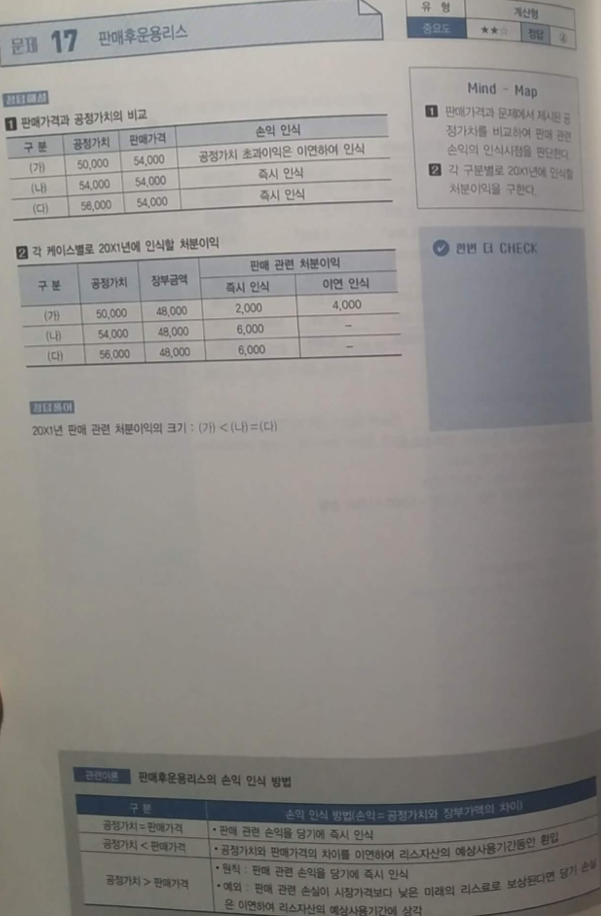 유 형 계산형
문제 17 판매후운용리스
중요도 ★★☆ 정답 ④
정답해설
1 판매가격과 공정가치의 비교
구 분 공정가치 판매가격 손익 인식
(가) 50,000 54,000 공정가치 초과이익은 이연하여 인식
(나) 54,000 54,000 즉시 인식
(다) 56,000 54,000 즉시 인식
Mind - Map
1 판매가격과 문제에서 제시된 공
정가치를 비교하여 판매 관련
손익의 인식시점을 판단한다.
2 각 구분별로 20X1년에 인식할
처분이익을 구한다.
2 각 케이스별로 20X1년에 인식할 처분이익
구 분 공정가치 장부금액 판매 관련 처분이익
즉시 인식 이연 인식
(가) 50,000 48,000 2,000 4,000
(나) 54,000 48,000 6,000 –
(다) 56,000 48,000 6,000 –
한번 더 CHECK
정답풀이
20X1년 판매 관련 처분이익의 크기 : (가) < (나) = (다)
관련이론 판매후운용리스의 손익 인식 방법
구 분 손익 인식 방법(손익 = 공정가치와 장부가액의 차이)
공정가치 = 판매가격 • 판매 관련 손익을 당기에 즉시 인식
공정가치 < 판매가격 • 공정가치와 판매가격의 차이를 이연하여 리스자산의 예상사용기간동안 환입
공정가치 > 판매가격 • 원칙 : 판매 관련 손익을 당기에 즉시 인식
• 예외 : 판매 관련 손실이 시장가격보다 낮은 미래의 리스료로 보상된다면 당기 손실
은 이연하여 리스자산의 예상사용기간에 상각